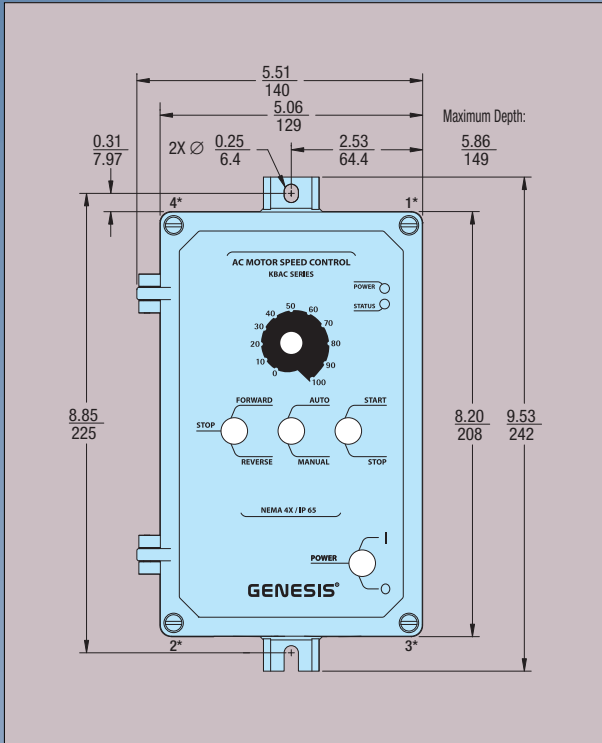 5.51
140
5.06
129
Maximum Depth:
0.31
7.97
2X Ø 0.25
6.4
2.53
64.4
5.86
149
4*
1*
AC MOTOR SPEED CONTROL
KBAC SERIES
POWER
STATUS
0
10
20
30
40
50
60
70
80
90
100
FORWARD
STOP
REVERSE
AUTO
MANUAL
START
STOP
8.85
225
8.20
208
9.53
242
NEMA 4X / IP 65
POWER
I
O
GENESIS®
2*
3*